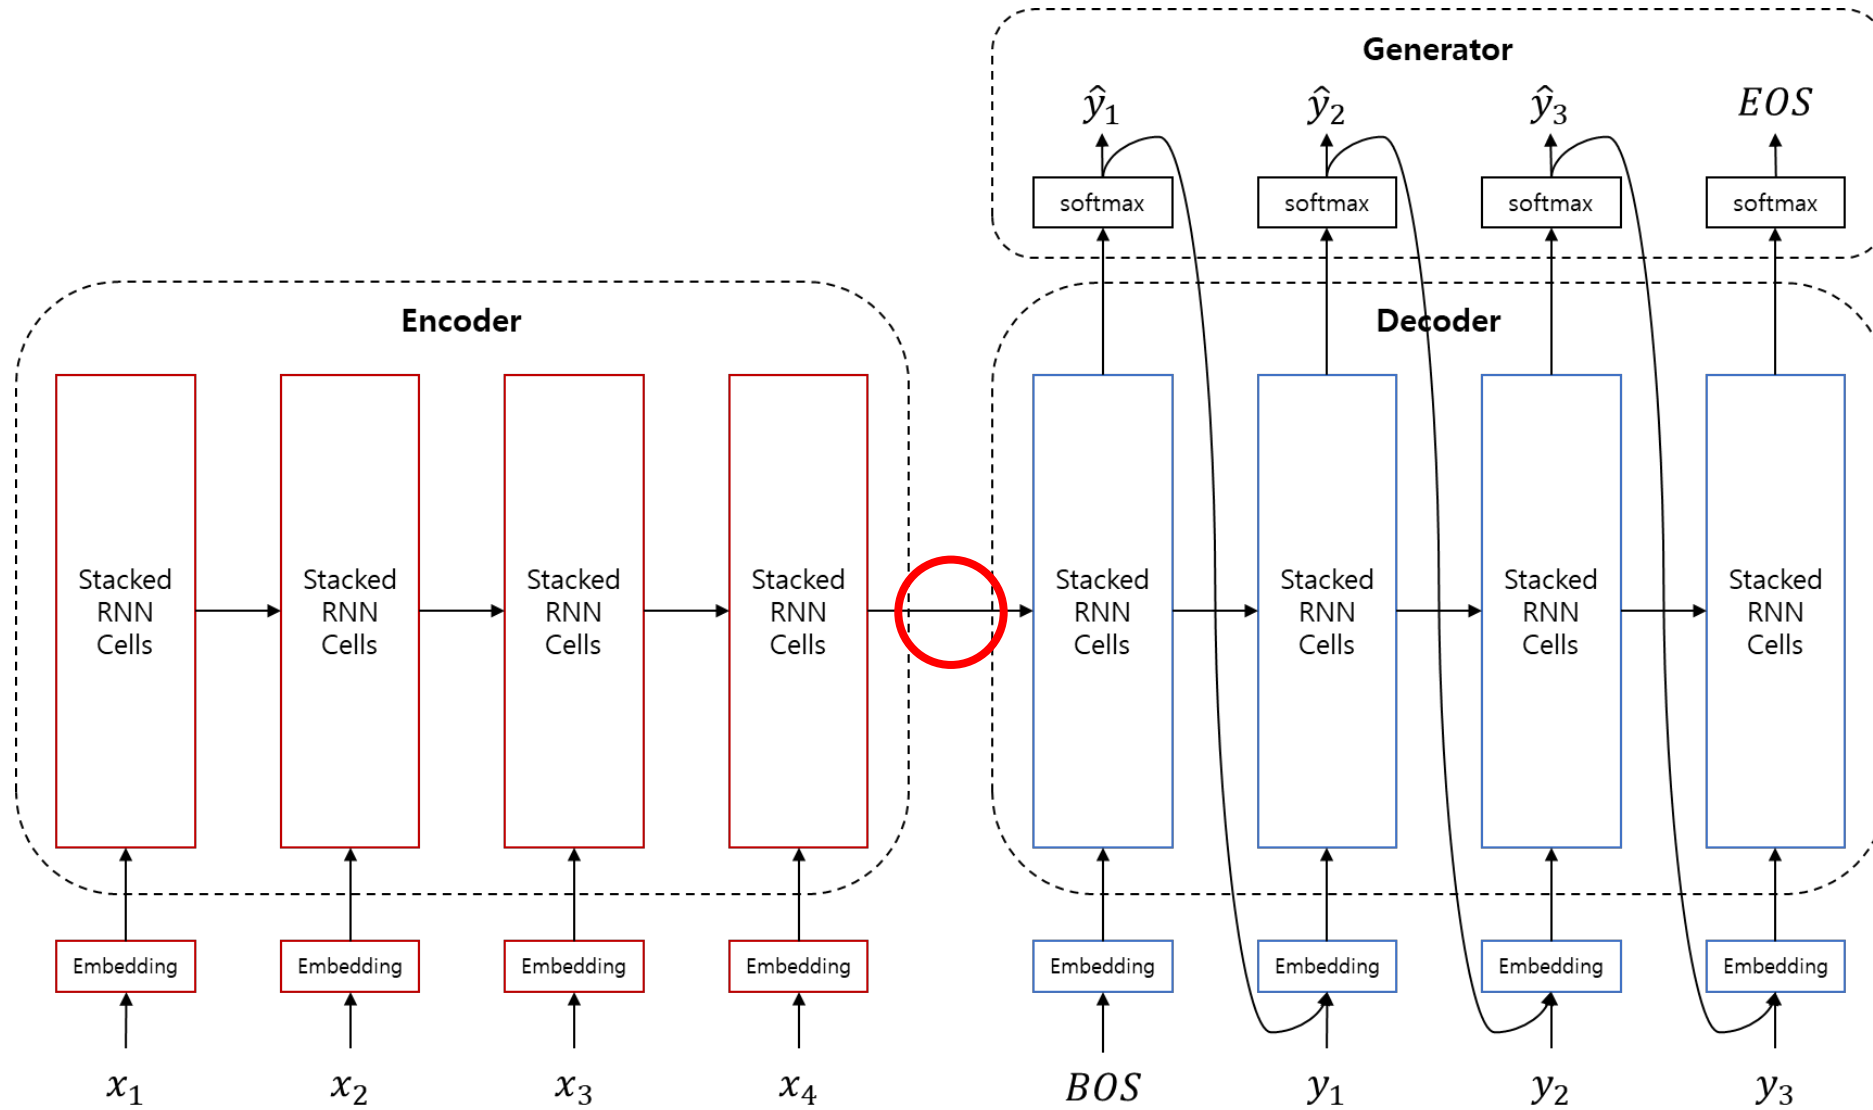 Generator
ŷ1 ŷ2 ŷ3 EOS
softmax softmax softmax softmax
Encoder
Decoder
Stacked RNN Cells
Stacked RNN Cells
Stacked RNN Cells
Stacked RNN Cells
Stacked RNN Cells
Stacked RNN Cells
Stacked RNN Cells
Stacked RNN Cells
Embedding Embedding Embedding Embedding Embedding Embedding Embedding Embedding
x1 x2 x3 x4 BOS y1 y2 y3